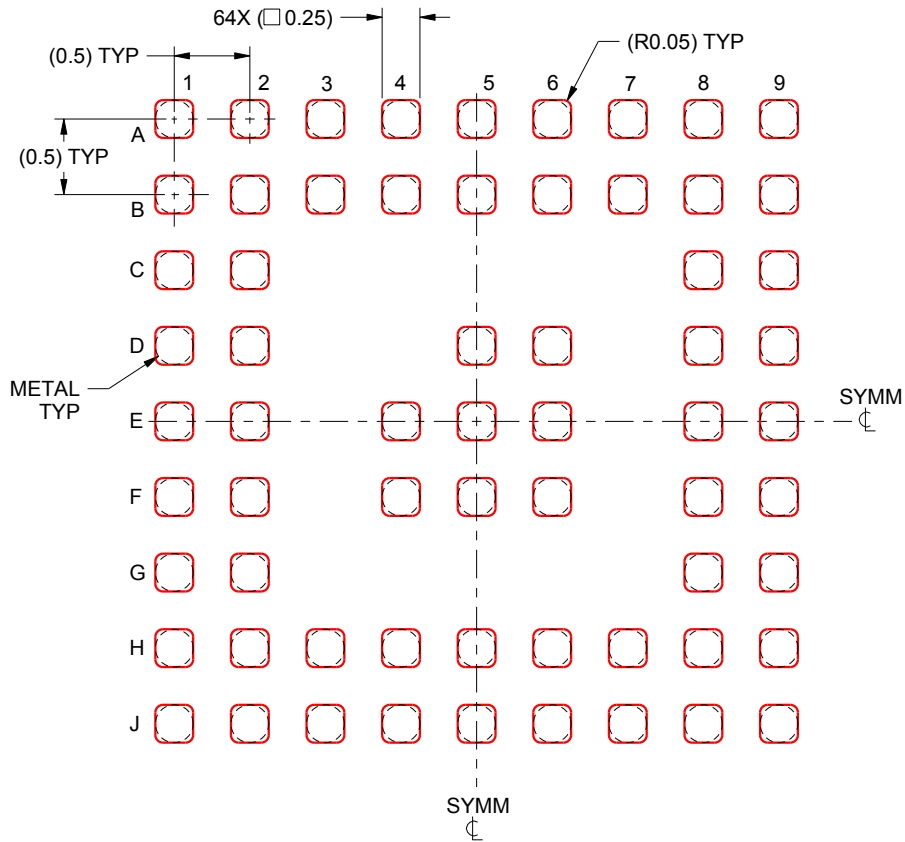 64X (□ 0.25)
(0.5) TYP
(R0.05) TYP
1 2 3 4 5 6 7 8 9
A
(0.5) TYP
B
C
D
METAL
TYP
E
SYMM
℄
F
G
H
J
SYMM
℄